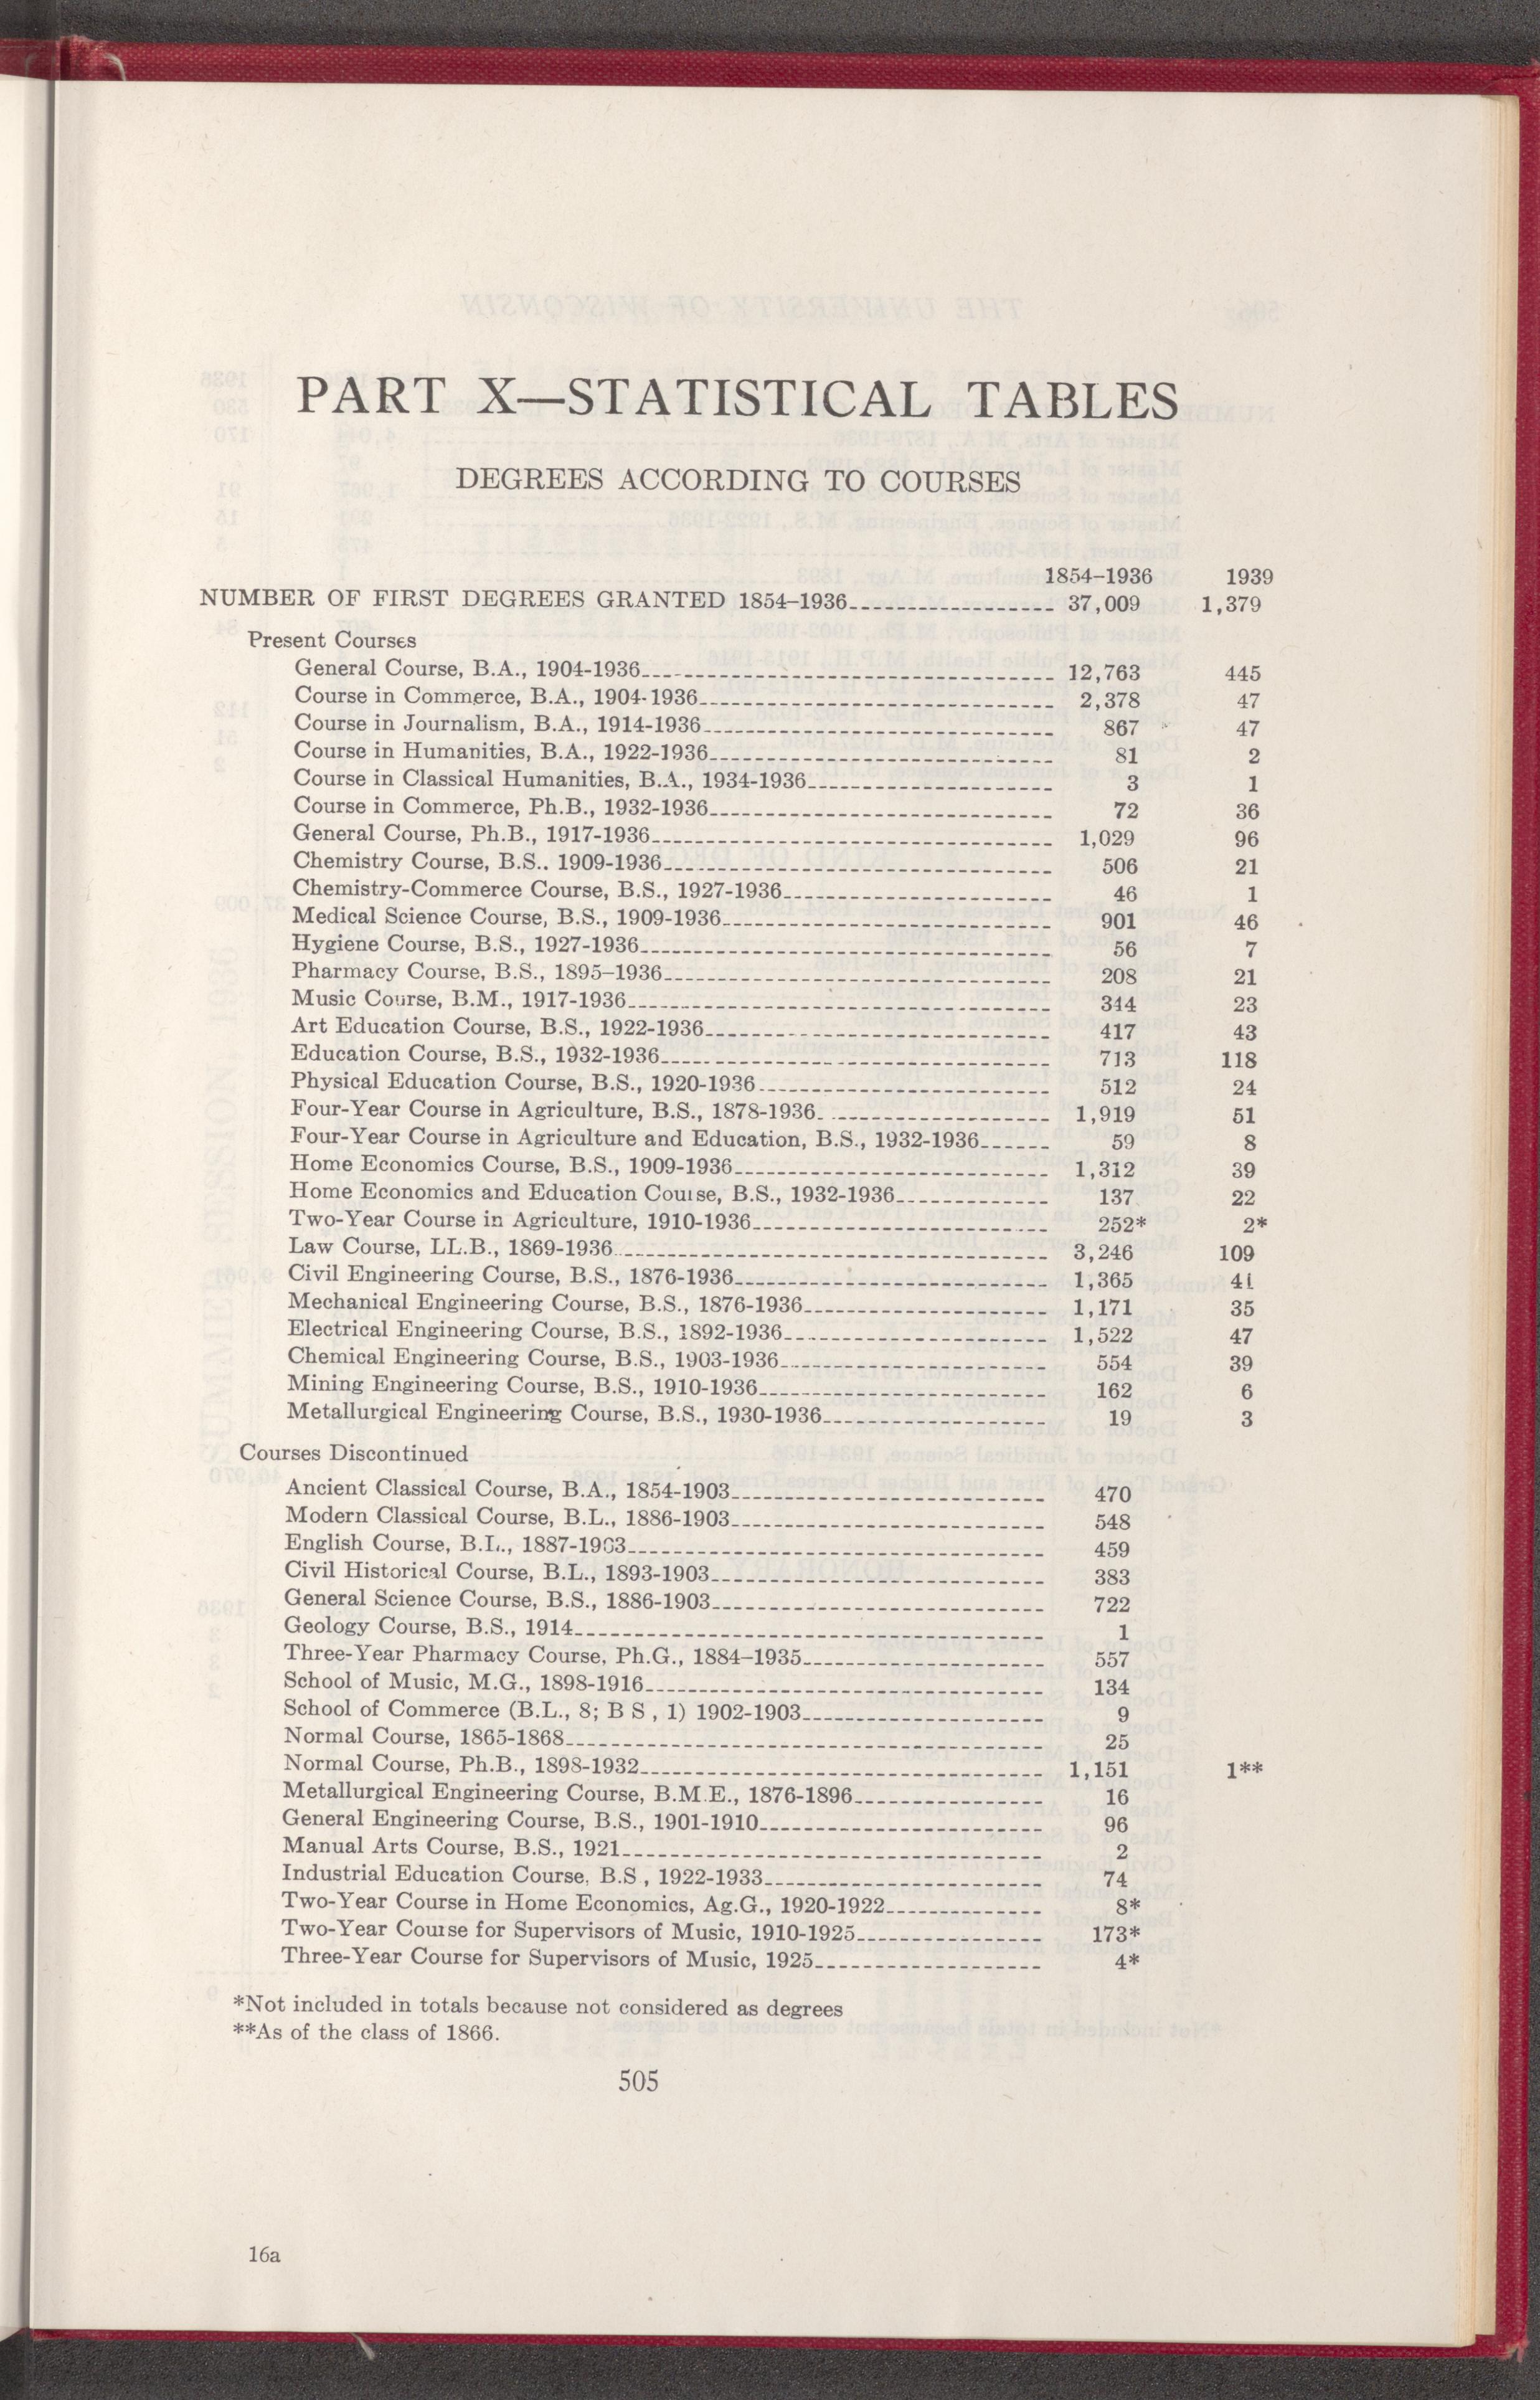 PART X—STATISTICAL TABLES
DEGREES ACCORDING TO COURSES
1854–1936 1939
NUMBER OF FIRST DEGREES GRANTED 1854–1936 37,009 1,379
Present Courses
General Course, B.A., 1904-1936 12,763 445
Course in Commerce, B.A., 1904-1936 2,378 47
Course in Journalism, B.A., 1914-1936 867 47
Course in Humanities, B.A., 1922-1936 81 2
Course in Classical Humanities, B.A., 1934-1936 3 1
Course in Commerce, Ph.B., 1932-1936 72 36
General Course, Ph.B., 1917-1936 1,029 96
Chemistry Course, B.S.. 1909-1936 506 21
Chemistry-Commerce Course, B.S., 1927-1936 46 1
Medical Science Course, B.S., 1909-1936 901 46
Hygiene Course, B.S., 1927-1936 56 7
Pharmacy Course, B.S., 1895–1936 208 21
Music Course, B.M., 1917-1936 344 23
Art Education Course, B.S., 1922-1936 417 43
Education Course, B.S., 1932-1936 713 118
Physical Education Course, B.S., 1920-1936 512 24
Four-Year Course in Agriculture, B.S., 1878-1936 1,919 51
Four-Year Course in Agriculture and Education, B.S., 1932-1936 59 8
Home Economics Course, B.S., 1909-1936 1,312 39
Home Economics and Education Course, B.S., 1932-1936 137 22
Two-Year Course in Agriculture, 1910-1936 252* 2*
Law Course, LL.B., 1869-1936 3,246 109
Civil Engineering Course, B.S., 1876-1936 1,365 41
Mechanical Engineering Course, B.S., 1876-1936 1,171 35
Electrical Engineering Course, B.S., 1892-1936 1,522 47
Chemical Engineering Course, B.S., 1903-1936 554 39
Mining Engineering Course, B.S., 1910-1936 162 6
Metallurgical Engineering Course, B.S., 1930-1936 19 3
Courses Discontinued
Ancient Classical Course, B.A., 1854-1903 470
Modern Classical Course, B.L., 1886-1903 548
English Course, B.L., 1887-1903 459
Civil Historical Course, B.L., 1893-1903 383
General Science Course, B.S., 1886-1903 722
Geology Course, B.S., 1914 1
Three-Year Pharmacy Course, Ph.G., 1884–1935 557
School of Music, M.G., 1898-1916 134
School of Commerce (B.L., 8; B S , 1) 1902-1903 9
Normal Course, 1865-1868 25
Normal Course, Ph.B., 1898-1932 1,151 1**
Metallurgical Engineering Course, B.M.E., 1876-1896 16
General Engineering Course, B.S., 1901-1910 96
Manual Arts Course, B.S., 1921 2
Industrial Education Course, B.S , 1922-1933 74
Two-Year Course in Home Economics, Ag.G., 1920-1922 8*
Two-Year Course for Supervisors of Music, 1910-1925 173*
Three-Year Course for Supervisors of Music, 1925 4*
*Not included in totals because not considered as degrees
**As of the class of 1866.
505
16a